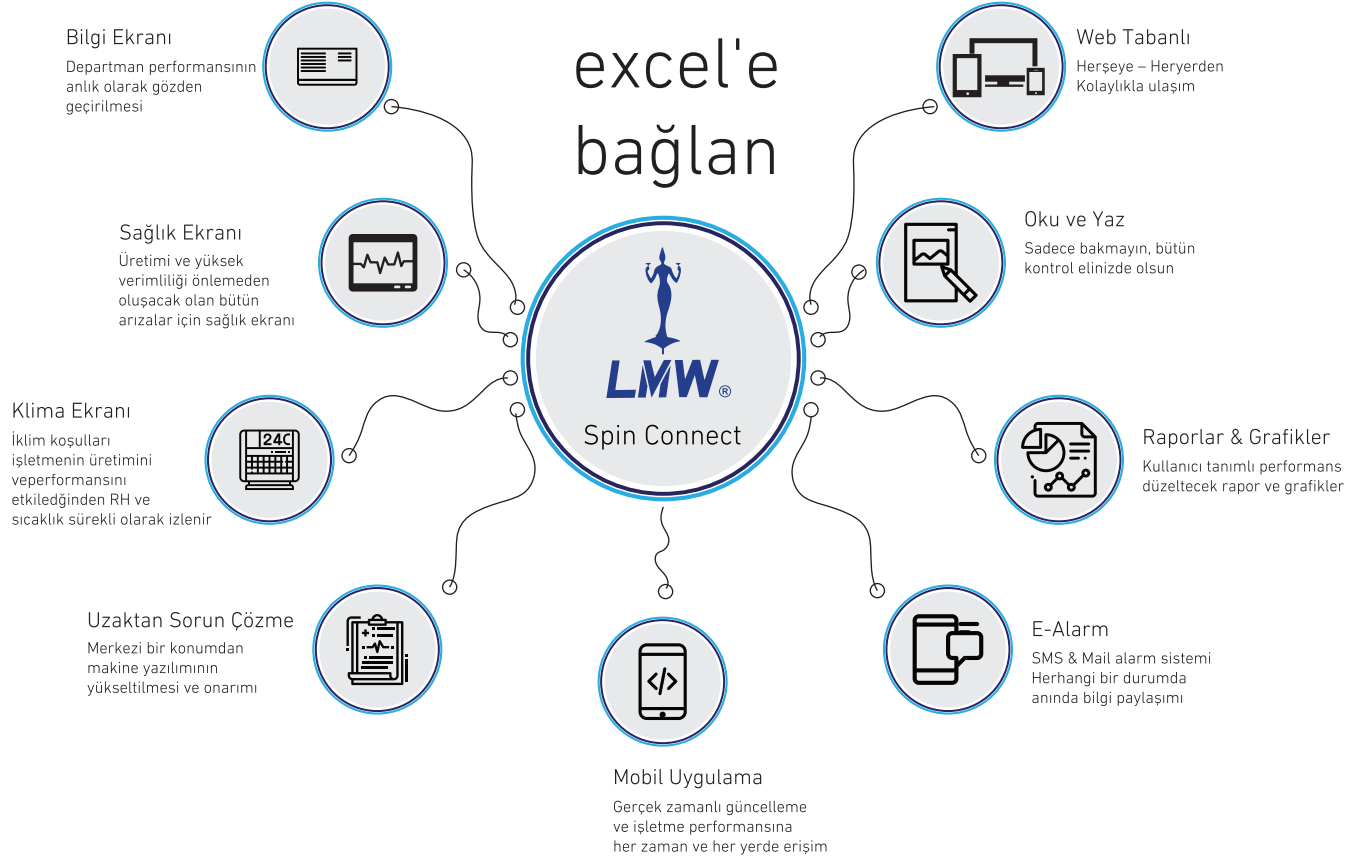 excel'e
bağlan
Bilgi Ekranı
Departman performansının
anlık olarak gözden
geçirilmesi
Web Tabanlı
Herşeye – Heryerden
Kolaylıkla ulaşım
Sağlık Ekranı
Üretimi ve yüksek
verimliliği önlemeden
oluşacak olan bütün
arızalar için sağlık ekranı
Oku ve Yaz
Sadece bakmayın, bütün
kontrol elinizde olsun
LMW®
Spin Connect
Klima Ekranı
İklim koşulları
işletmenin üretimini
veperformansını
etkiledğinden RH ve
sıcaklık sürekli olarak izlenir
24C
Raporlar & Grafikler
Kullanıcı tanımlı performans
düzeltecek rapor ve grafikler
Uzaktan Sorun Çözme
Merkezi bir konumdan
makine yazılımının
yükseltilmesi ve onarımı
E-Alarm
SMS & Mail alarm sistemi
Herhangi bir durumda
anında bilgi paylaşımı
</>
Mobil Uygulama
Gerçek zamanlı güncelleme
ve işletme performansına
her zaman ve her yerde erişim